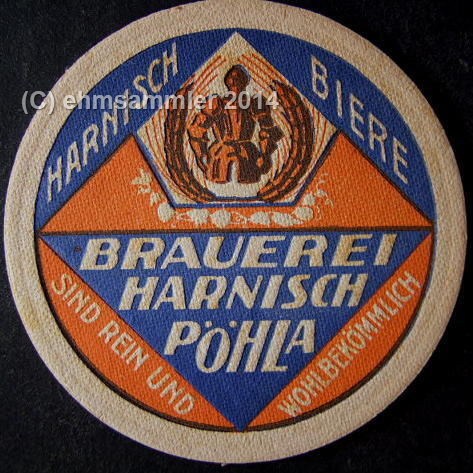 HARNISCH BIERE
(C) ehmsammler 2014
BRAUEREI
HARNISCH
PÖHLA
SIND REIN UND
WOHLBEKÖMMLICH